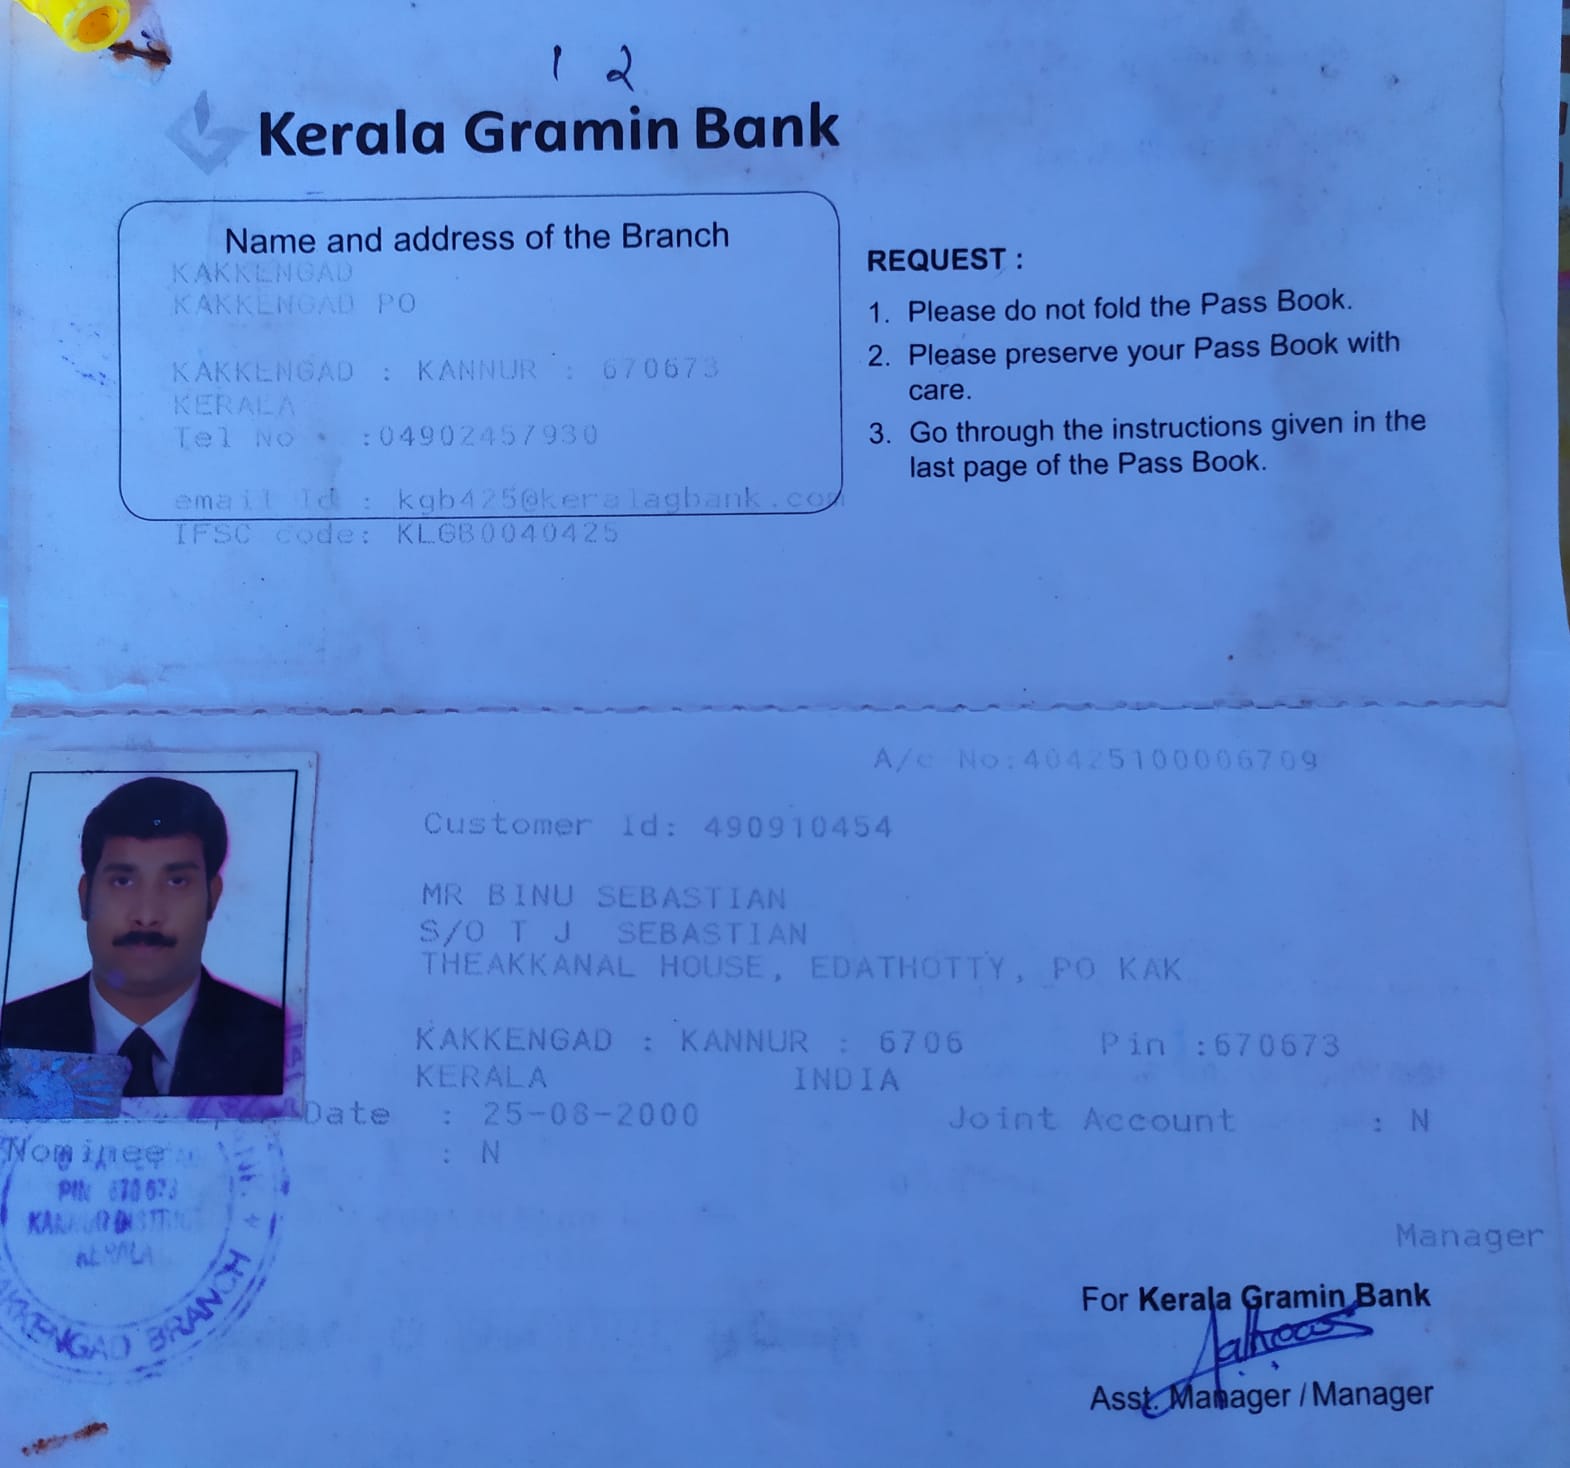 1 2
Kerala Gramin Bank
Name and address of the Branch
KAKKENGAD
KAKKENGAD PO
KAKKENGAD : KANNUR : 670673
KERALA
Tel No :04902457930
email Id : kgb425@keralagbank.com
IFSC code: KLGB0040425
REQUEST :
1. Please do not fold the Pass Book.
2. Please preserve your Pass Book with
care.
3. Go through the instructions given in the
last page of the Pass Book.
A/c No:40425100006709
Customer Id: 490910454
MR BINU SEBASTIAN
S/O T J SEBASTIAN
THEAKKANAL HOUSE, EDATHOTTY, PO KAK
KAKKENGAD : KANNUR : 6706 Pin :670673
KERALA INDIA
Date : 25-08-2000 Joint Account : N
Nominee : N
PIN 670673
KANNUR DISTRICT
KERALA
KAKKENGAD BRANCH
Manager
For Kerala Gramin Bank
Asst. Manager / Manager